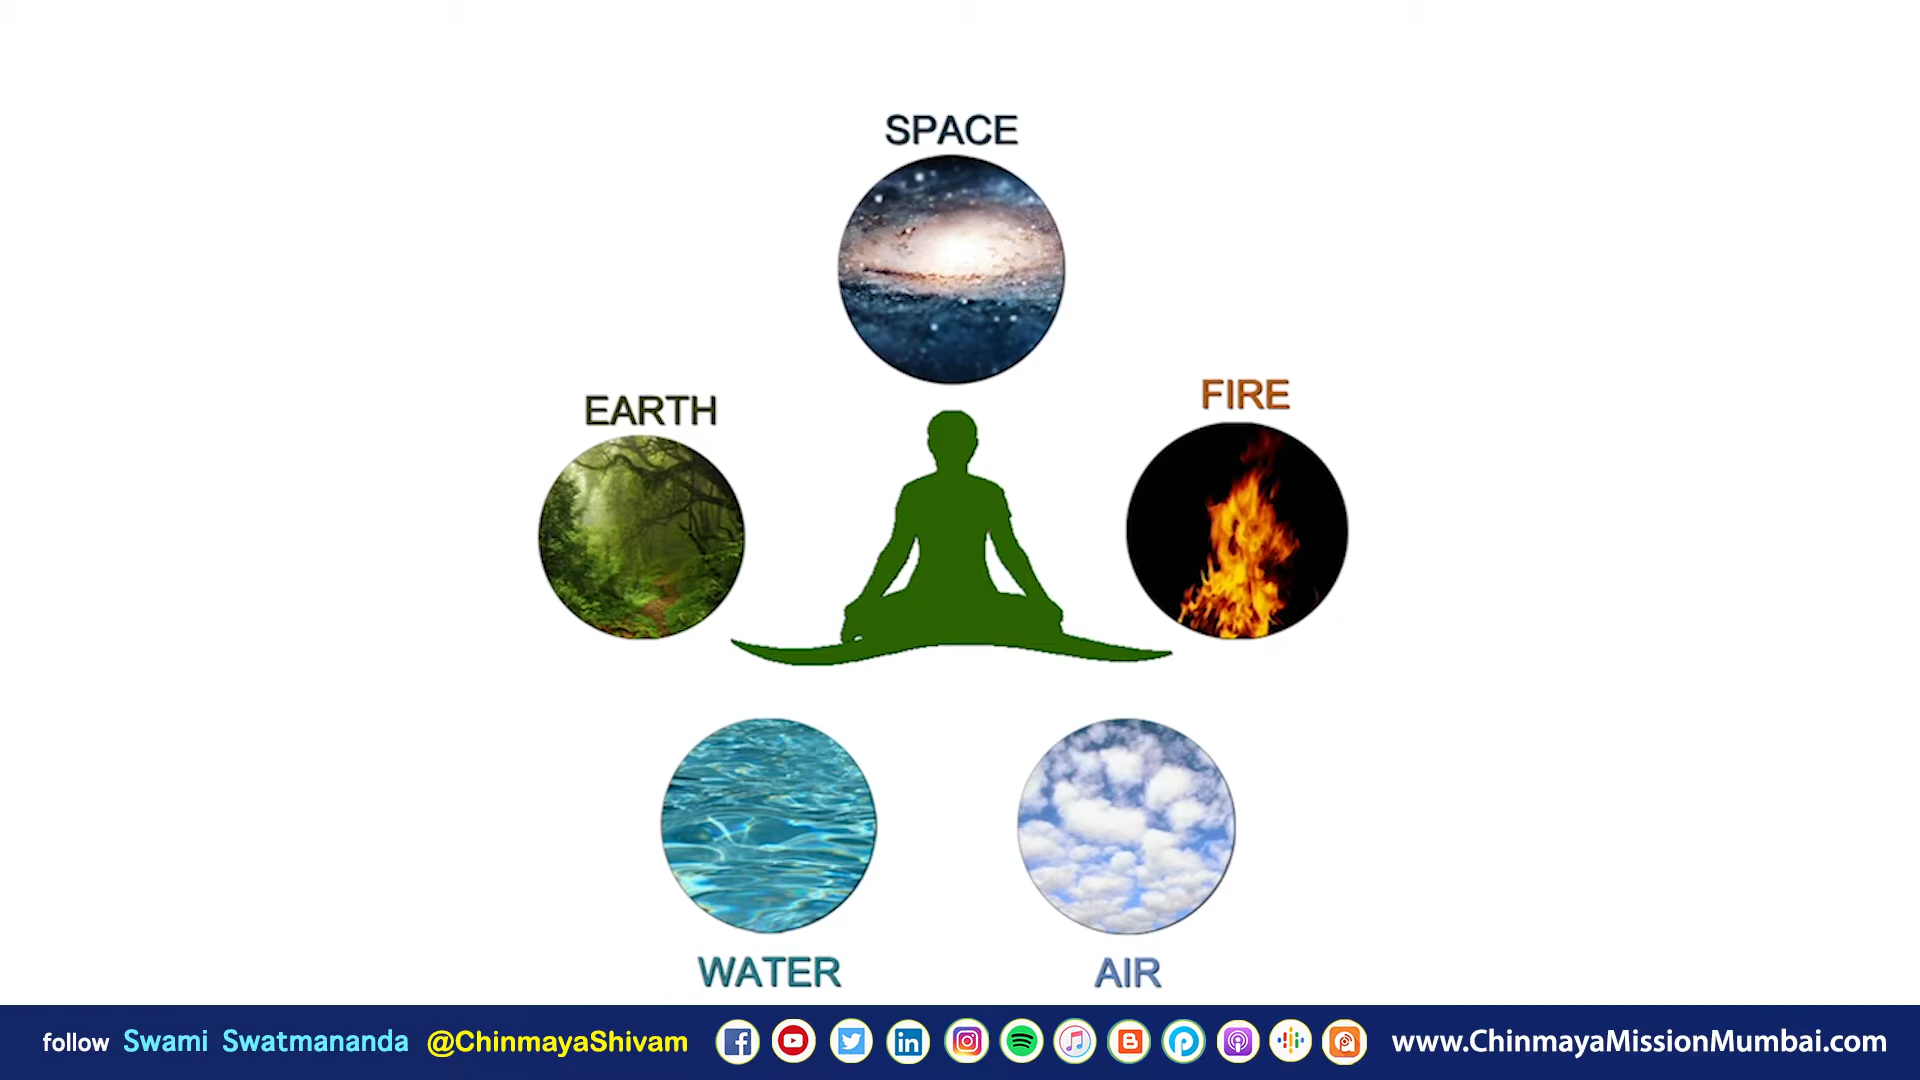 SPACE
EARTH
FIRE
WATER
AIR
follow Swami Swatmananda @ChinmayaShivam www.ChinmayaMissionMumbai.com